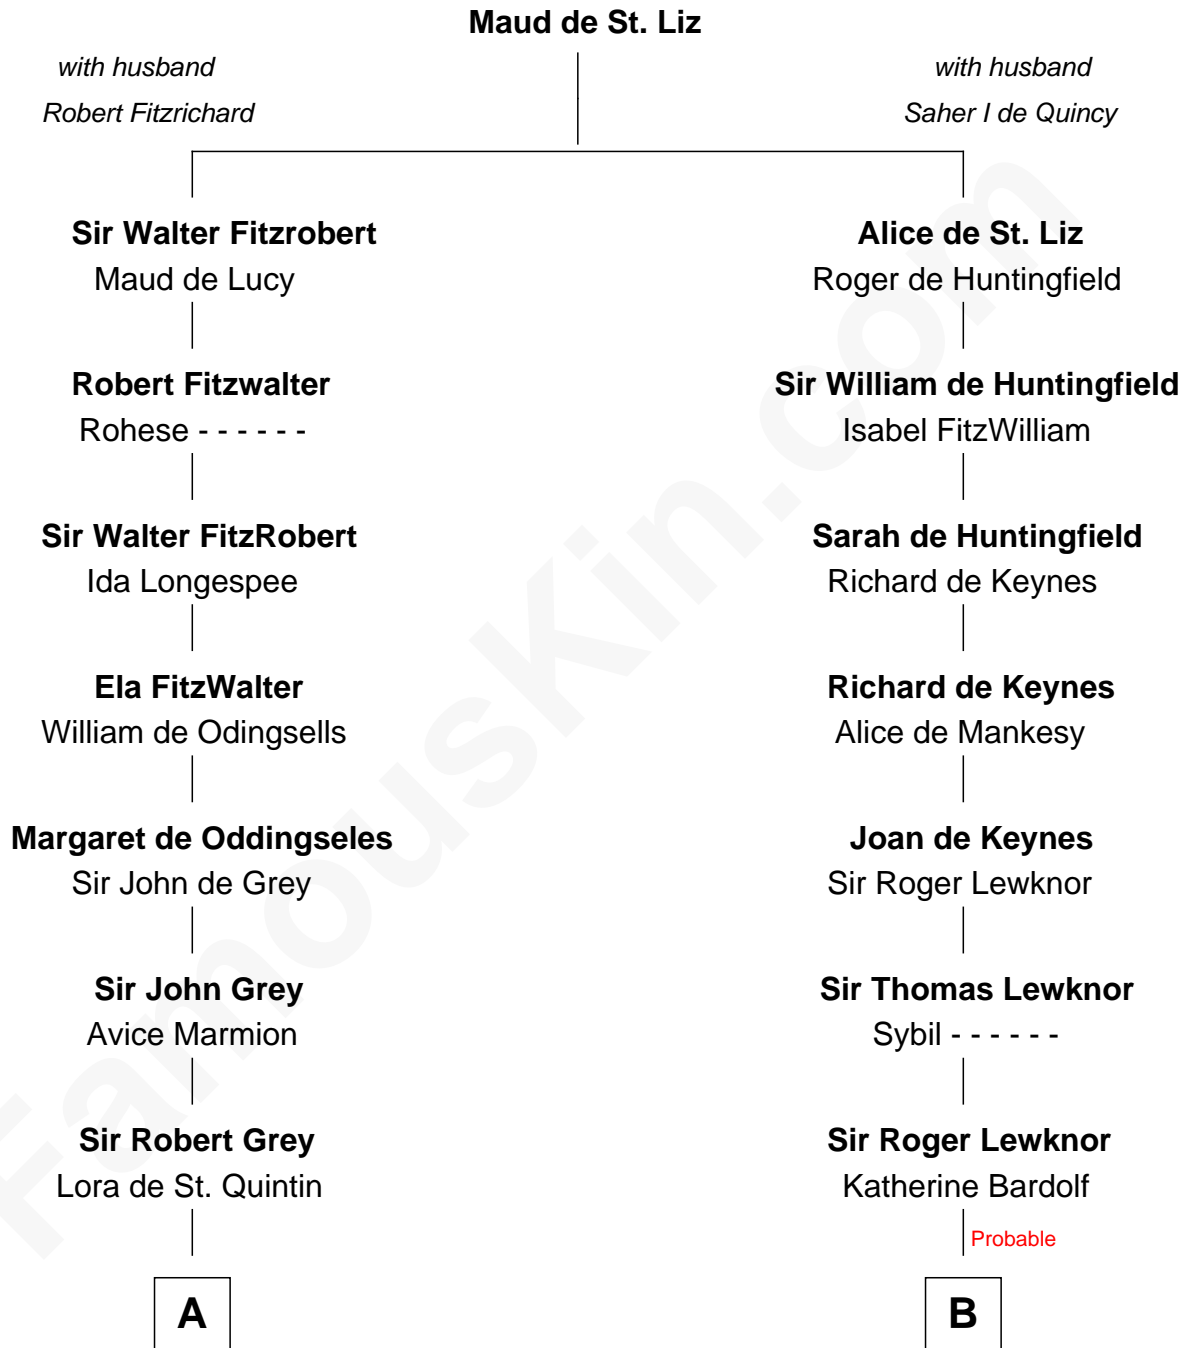 Maud de St. Liz
with husband
Robert Fitzrichard
with husband
Saher I de Quincy
Sir Walter Fitzrobert
Maud de Lucy
Alice de St. Liz
Roger de Huntingfield
Robert Fitzwalter
Rohese - - - - - -
Sir William de Huntingfield
Isabel FitzWilliam
Sir Walter FitzRobert
Ida Longespee
Sarah de Huntingfield
Richard de Keynes
Ela FitzWalter
William de Odingsells
Richard de Keynes
Alice de Mankesy
Margaret de Oddingseles
Sir John de Grey
Joan de Keynes
Sir Roger Lewknor
Sir John Grey
Avice Marmion
Sir Thomas Lewknor
Sybil - - - - - -
Sir Robert Grey
Lora de St. Quintin
Sir Roger Lewknor
Katherine Bardolf
Probable
A
B
FamousKin.com